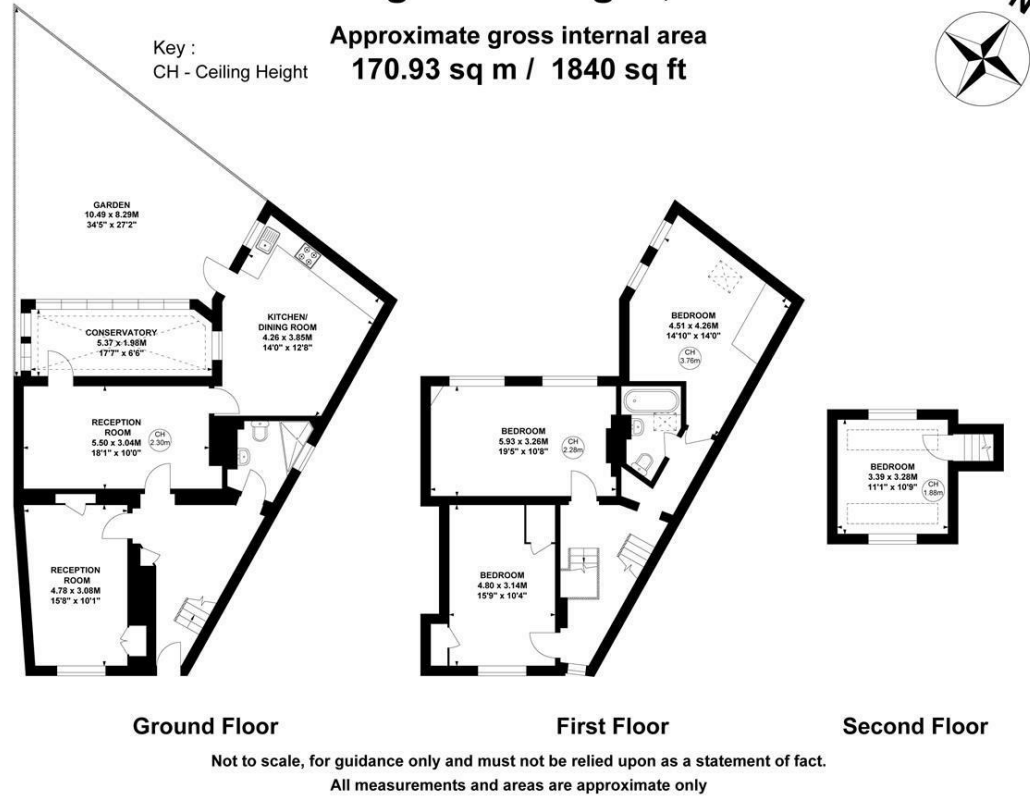 Key :
CH - Ceiling Height
Approximate gross internal area
170.93 sq m / 1840 sq ft
N
GARDEN
10.49 x 8.29M
34'5" x 27'2"
CONSERVATORY
5.37 x 1.98M
17'7" x 6'6"
KITCHEN/
DINING ROOM
4.26 x 3.85M
14'0" x 12'8"
RECEPTION
ROOM
5.50 x 3.04M
18'1" x 10'0"
CH
2.30m
RECEPTION
ROOM
4.78 x 3.08M
15'8" x 10'1"
BEDROOM
4.51 x 4.26M
14'10" x 14'0"
CH
3.76m
BEDROOM
5.93 x 3.26M
19'5" x 10'8"
CH
2.28m
BEDROOM
4.80 x 3.14M
15'9" x 10'4"
BEDROOM
3.39 x 3.28M
11'1" x 10'9"
CH
1.88m
Ground Floor
First Floor
Second Floor
Not to scale, for guidance only and must not be relied upon as a statement of fact.
All measurements and areas are approximate only